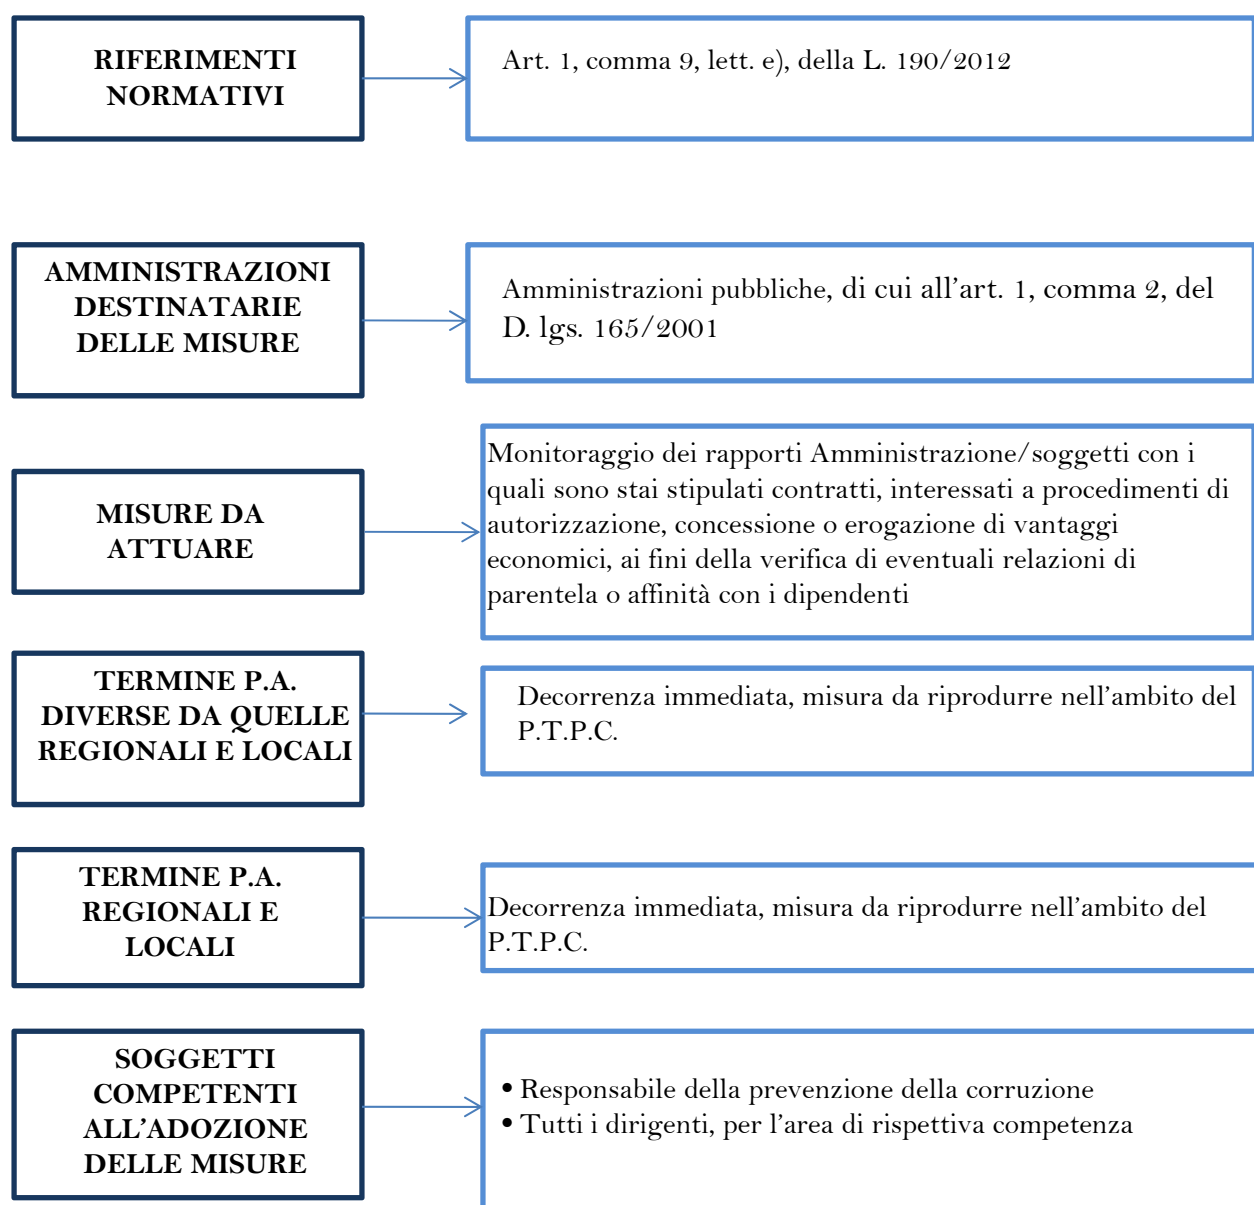 RIFERIMENTI
NORMATIVI
Art. 1, comma 9, lett. e), della L. 190/2012
AMMINISTRAZIONI
DESTINATARIE
DELLE MISURE
Amministrazioni pubbliche, di cui all'art. 1, comma 2, del
D. lgs. 165/2001
MISURE DA
ATTUARE
Monitoraggio dei rapporti Amministrazione/soggetti con i
quali sono stai stipulati contratti, interessati a procedimenti di
autorizzazione, concessione o erogazione di vantaggi
economici, ai fini della verifica di eventuali relazioni di
parentela o affinità con i dipendenti
TERMINE P.A.
DIVERSE DA QUELLE
REGIONALI E LOCALI
Decorrenza immediata, misura da riprodurre nell'ambito del
P.T.P.C.
TERMINE P.A.
REGIONALI E
LOCALI
Decorrenza immediata, misura da riprodurre nell'ambito del
P.T.P.C.
SOGGETTI
COMPETENTI
ALL'ADOZIONE
DELLE MISURE
• Responsabile della prevenzione della corruzione
• Tutti i dirigenti, per l'area di rispettiva competenza